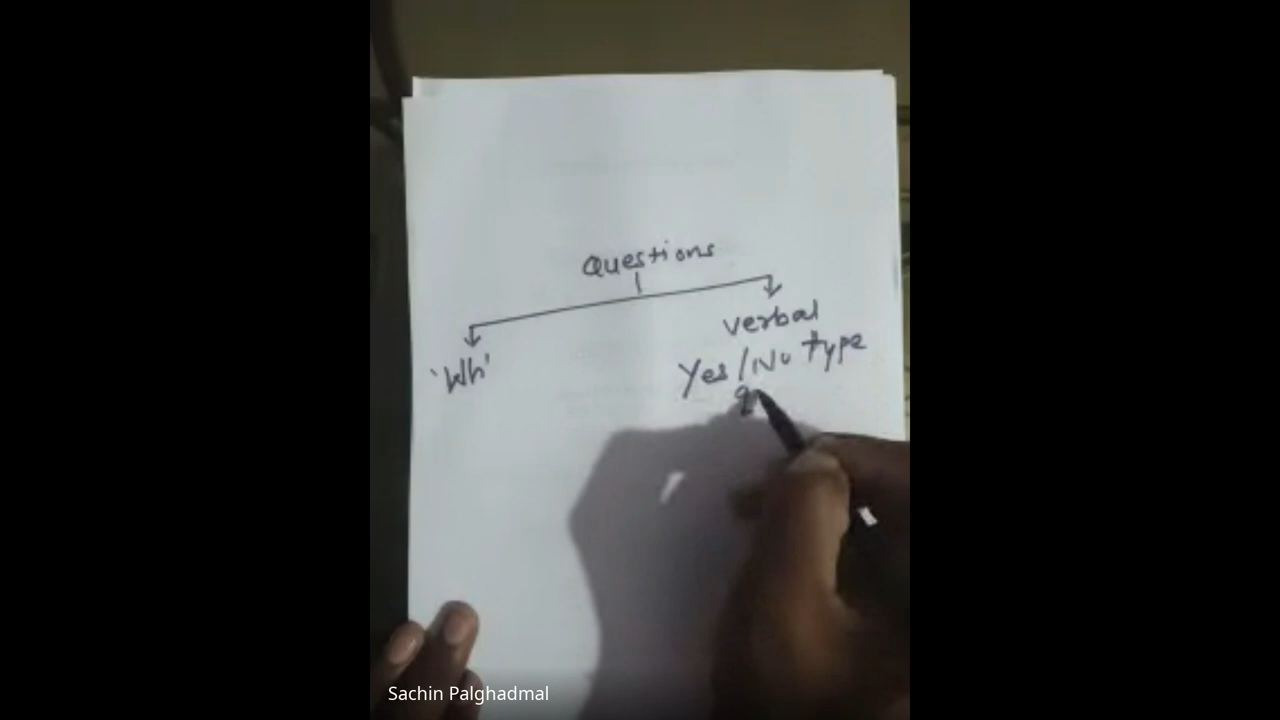 Questions
verbal
'Wh'
Yes/No type
Sachin Palghadmal